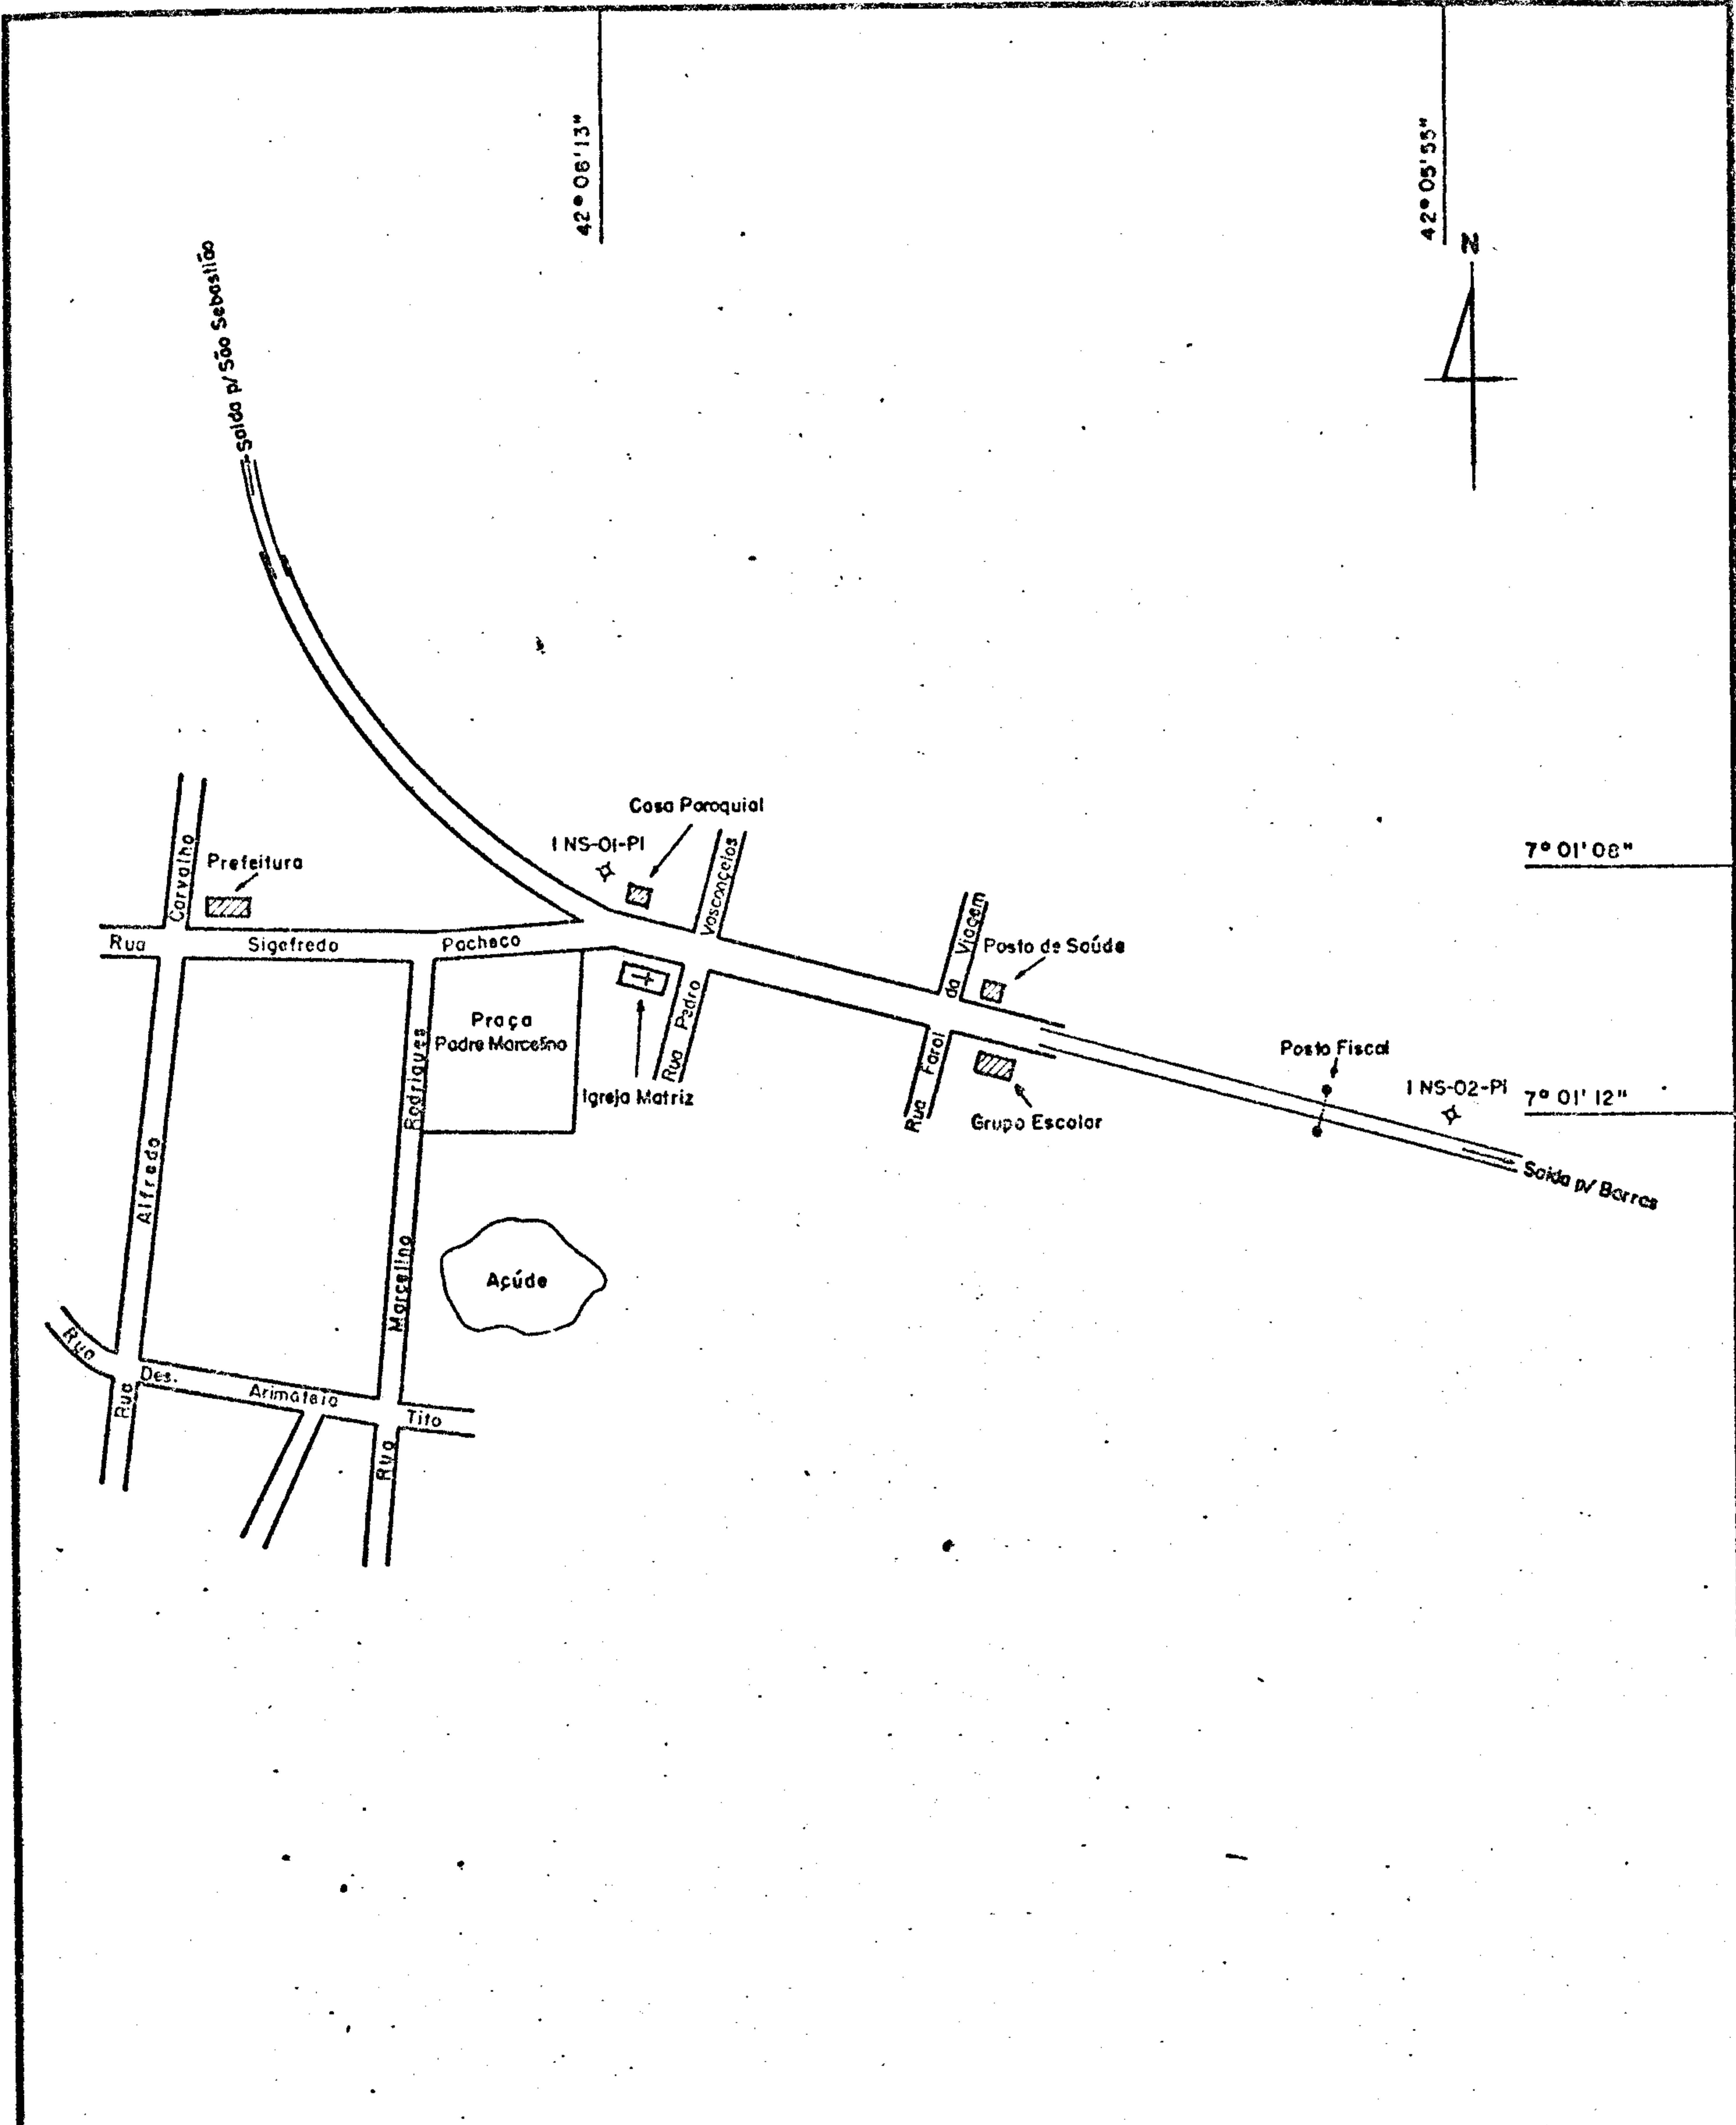 42° 06' 13"
42° 05' 55"
N
Saida p/ São Sebastião
Casa Paroquial
1 NS-01-PI
7° 01' 08"
Prefeitura
Rua Sigefredo Pacheco
Rua Alfredo Carvalho
Rua Pedro Vasconcelos
Rua Farol da Viagem
Posto de Saúde
Praça
Padre Marcelino
Igreja Matriz
Rua Marcelino Rodrigues
Grupo Escolar
Posto Fiscal
1 NS-02-PI
7° 01' 12"
Saida p/ Barras
Açúde
Rua Des. Arimateia Tito